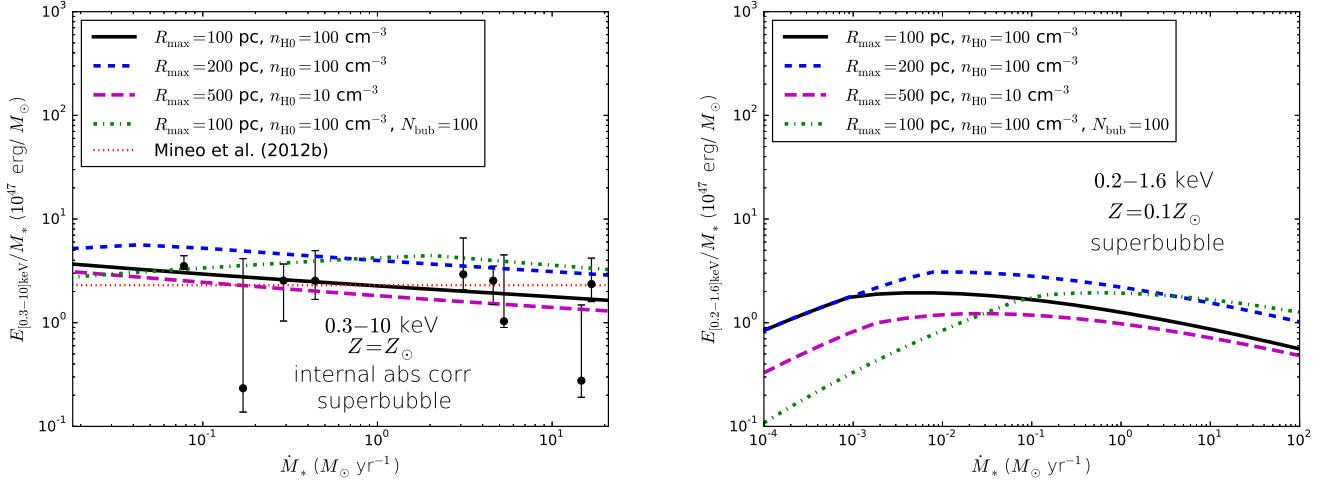 R_max=100 pc, n_H0=100 cm^−3
R_max=200 pc, n_H0=100 cm^−3
R_max=500 pc, n_H0=10 cm^−3
R_max=100 pc, n_H0=100 cm^−3, N_bub=100
Mineo et al. (2012b)
0.3−10 keV
Z=Z_⊙
internal abs corr
superbubble
E_[0.3−10]keV/M_* (10^47 erg/M_⊙)
10^3
10^2
10^1
10^0
10^-1
10^-1
10^0
10^1
Ṁ_* (M_⊙ yr^−1)
R_max=100 pc, n_H0=100 cm^−3
R_max=200 pc, n_H0=100 cm^−3
R_max=500 pc, n_H0=10 cm^−3
R_max=100 pc, n_H0=100 cm^−3, N_bub=100
0.2−1.6 keV
Z=0.1Z_⊙
superbubble
E_[0.2−1.6]keV/M_* (10^47 erg/M_⊙)
10^3
10^2
10^1
10^0
10^-1
10^-4
10^-3
10^-2
10^-1
10^0
10^1
10^2
Ṁ_* (M_⊙ yr^−1)